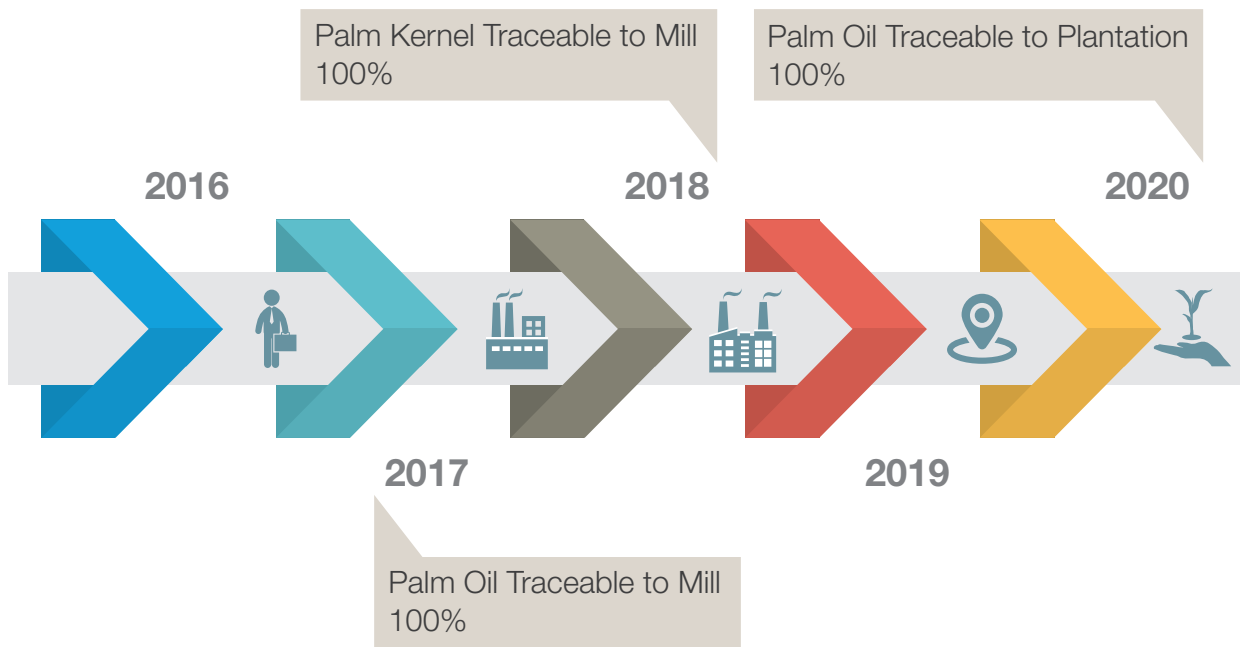 Palm Kernel Traceable to Mill
100%
Palm Oil Traceable to Plantation
100%
2016
2018
2020
2017
2019
Palm Oil Traceable to Mill
100%